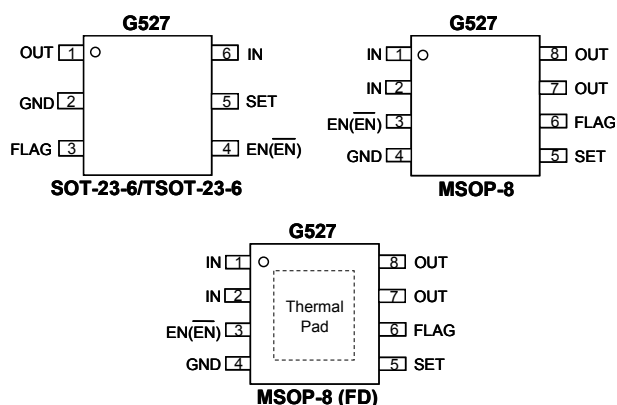 G527
OUT 1 6 IN
GND 2 5 SET
FLAG 3 4 EN(E̅N̅)
SOT-23-6/TSOT-23-6
G527
IN 1 8 OUT
IN 2 7 OUT
EN(E̅N̅) 3 6 FLAG
GND 4 5 SET
MSOP-8
G527
IN 1 8 OUT
IN 2 7 OUT
Thermal
Pad
EN(E̅N̅) 3 6 FLAG
GND 4 5 SET
MSOP-8 (FD)